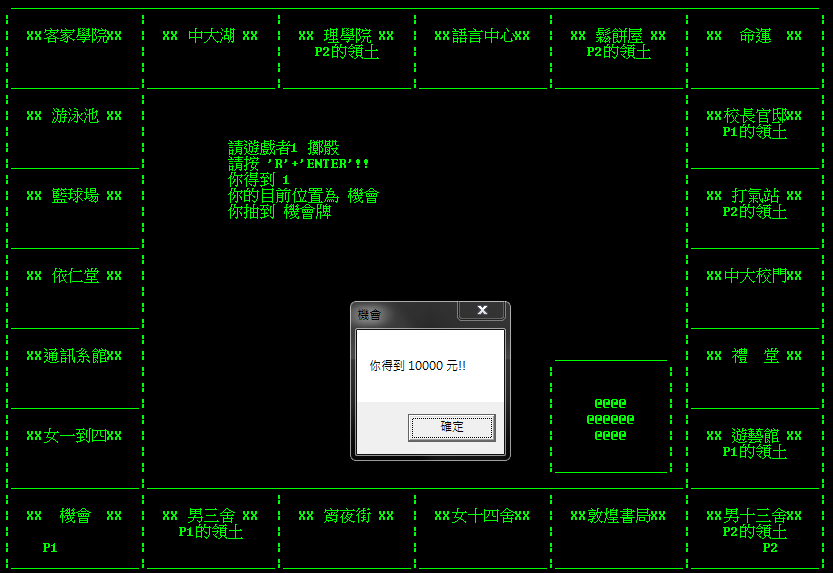 xx客家學院xx xx 中大湖 xx xx 理學院 xx xx語言中心xx xx 鬆餅屋 xx xx 命運 xx
P2的領土 P2的領土
xx 游泳池 xx xx校長官邸xx
P1的領土
請遊戲者1 擲骰
請按 'R'+'ENTER'!!
你得到 1
xx 籃球場 xx 你的目前位置為 機會 xx 打氣站 xx
你抽到 機會牌 P2的領土
xx 依仁堂 xx xx中大校門xx
機會
xx通訊系館xx 你得到 10000 元!! xx 禮 堂 xx
@@@@
@@@@@@
確定
xx女一到四xx @@@@ xx 遊藝館 xx
P1的領土
xx 機會 xx xx 男三舍 xx xx 宵夜街 xx xx女十四舍xx xx敦煌書局xx xx男十三舍xx
P1的領土 P2的領土
P1 P2